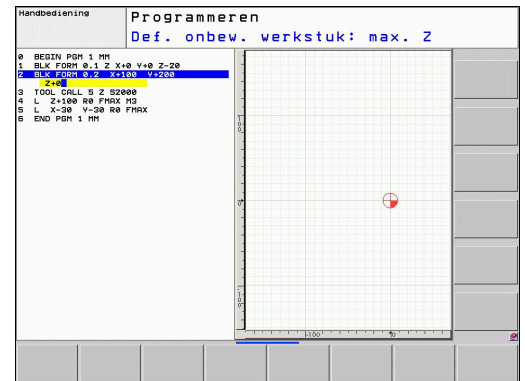 Handbediening
Programmeren
Def. onbew. werkstuk: max. Z
0 BEGIN PGM 1 MM
1 BLK FORM 0.1 Z X+0 Y+0 Z-20
2 BLK FORM 0.2 X+100 Y+200
Z+0
3 TOOL CALL 5 Z S2000
4 L Z+100 R0 FMAX M3
5 L X-30 Y-30 R0 FMAX
6 END PGM 1 MM
-100